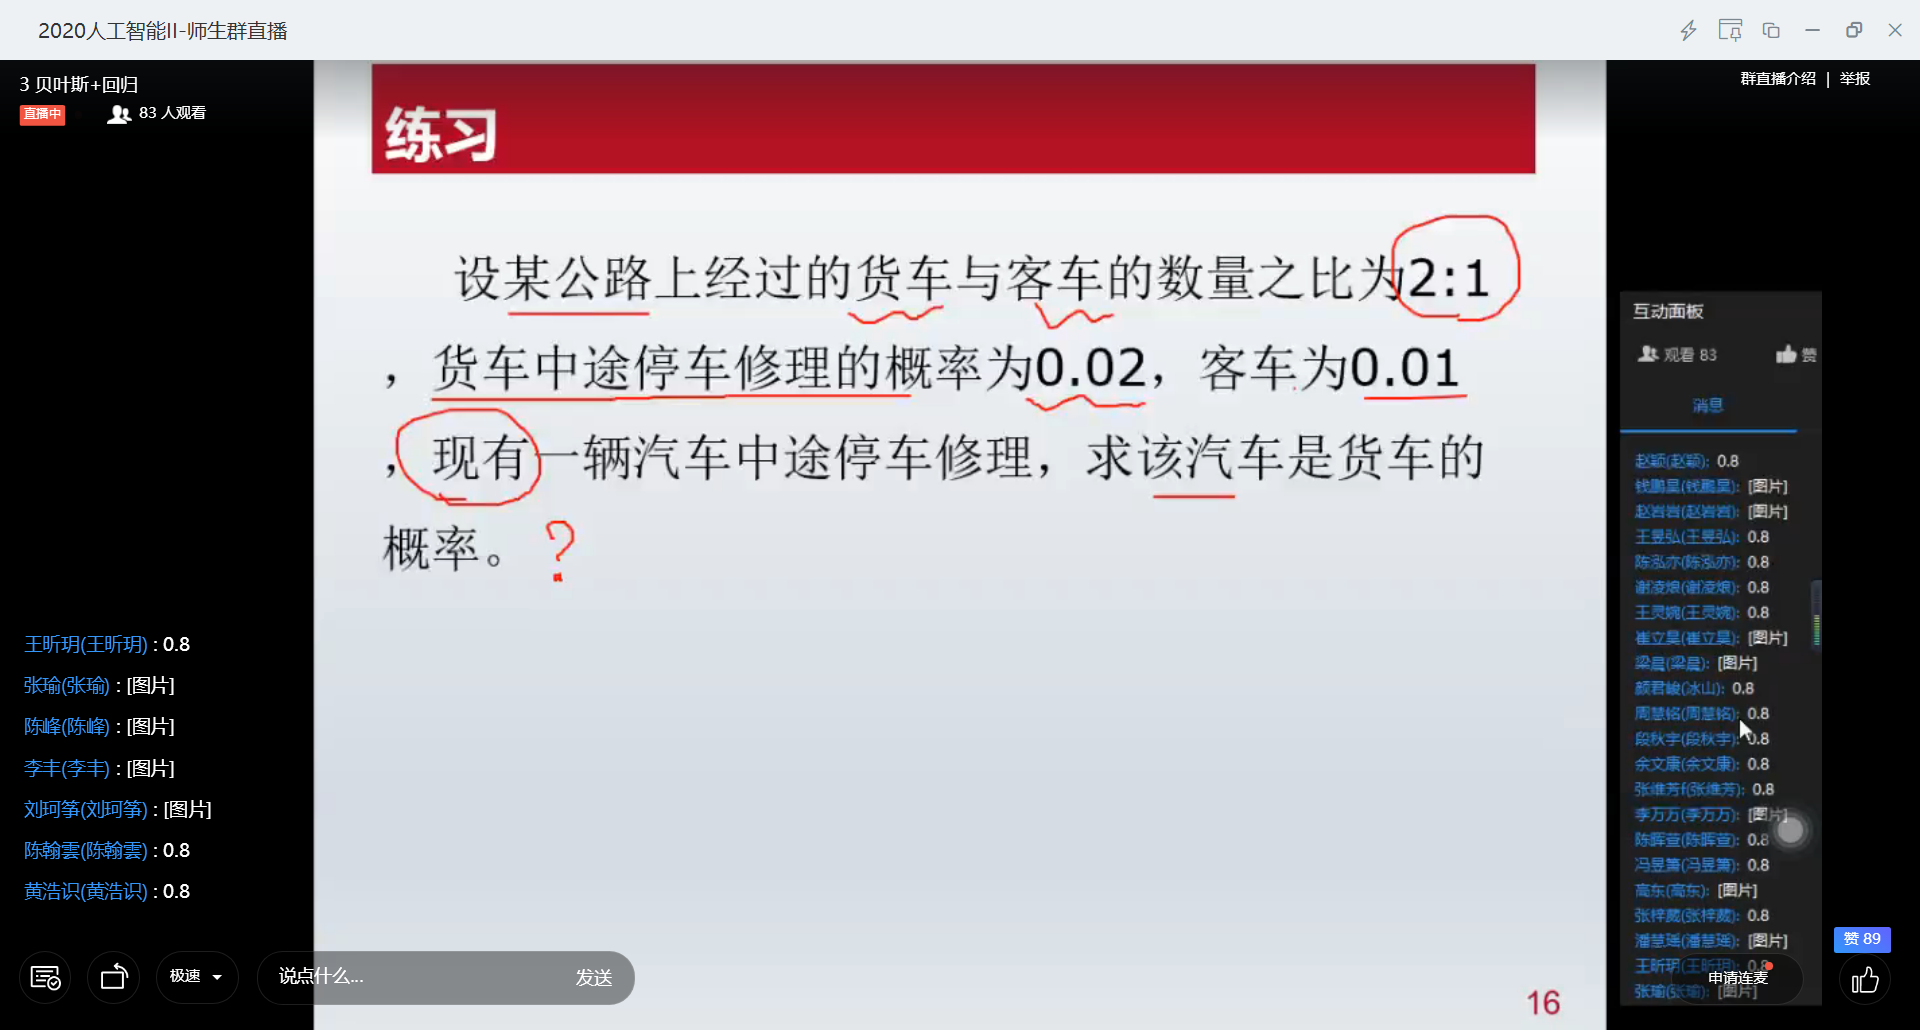 2020人工智能II-师生群直播
3 贝叶斯+回归
直播中
83 人观看
群直播介绍 | 举报
练习
设某公路上经过的货车与客车的数量之比为2:1
，货车中途停车修理的概率为0.02，客车为0.01
，现有一辆汽车中途停车修理，求该汽车是货车的
概率。?
16
王昕玥(王昕玥) : 0.8
张瑜(张瑜) : [图片]
陈峰(陈峰) : [图片]
李丰(李丰) : [图片]
刘珂筝(刘珂筝) : [图片]
陈翰雲(陈翰雲) : 0.8
黄浩识(黄浩识) : 0.8
极速
说点什么...
发送
互动面板
观看 83
赞
消息
赵颖(赵颖): 0.8
钱鹏昊(钱鹏昊): [图片]
赵岩岩(赵岩岩): [图片]
王昱弘(王昱弘): 0.8
陈泓亦(陈泓亦): 0.8
谢凌烺(谢凌烺): 0.8
王灵婉(王灵婉): 0.8
崔立昊(崔立昊): [图片]
梁晨(梁晨): [图片]
颜君峻(冰山): 0.8
周慧铭(周慧铭): 0.8
段秋宇(段秋宇): 0.8
余文康(余文康): 0.8
张维芳f(张维芳): 0.8
李万万(季万万): [图片]
陈晖萱(陈晖萱): 0.8
冯昱箫(冯昱箫): 0.8
高东(高东): [图片]
张梓葳(张梓葳): 0.8
潘慧瑶(潘慧瑶): [图片]
王昕玥(王昕玥): 0.8
张瑜(张瑜): [图片]
申请连麦
赞 89